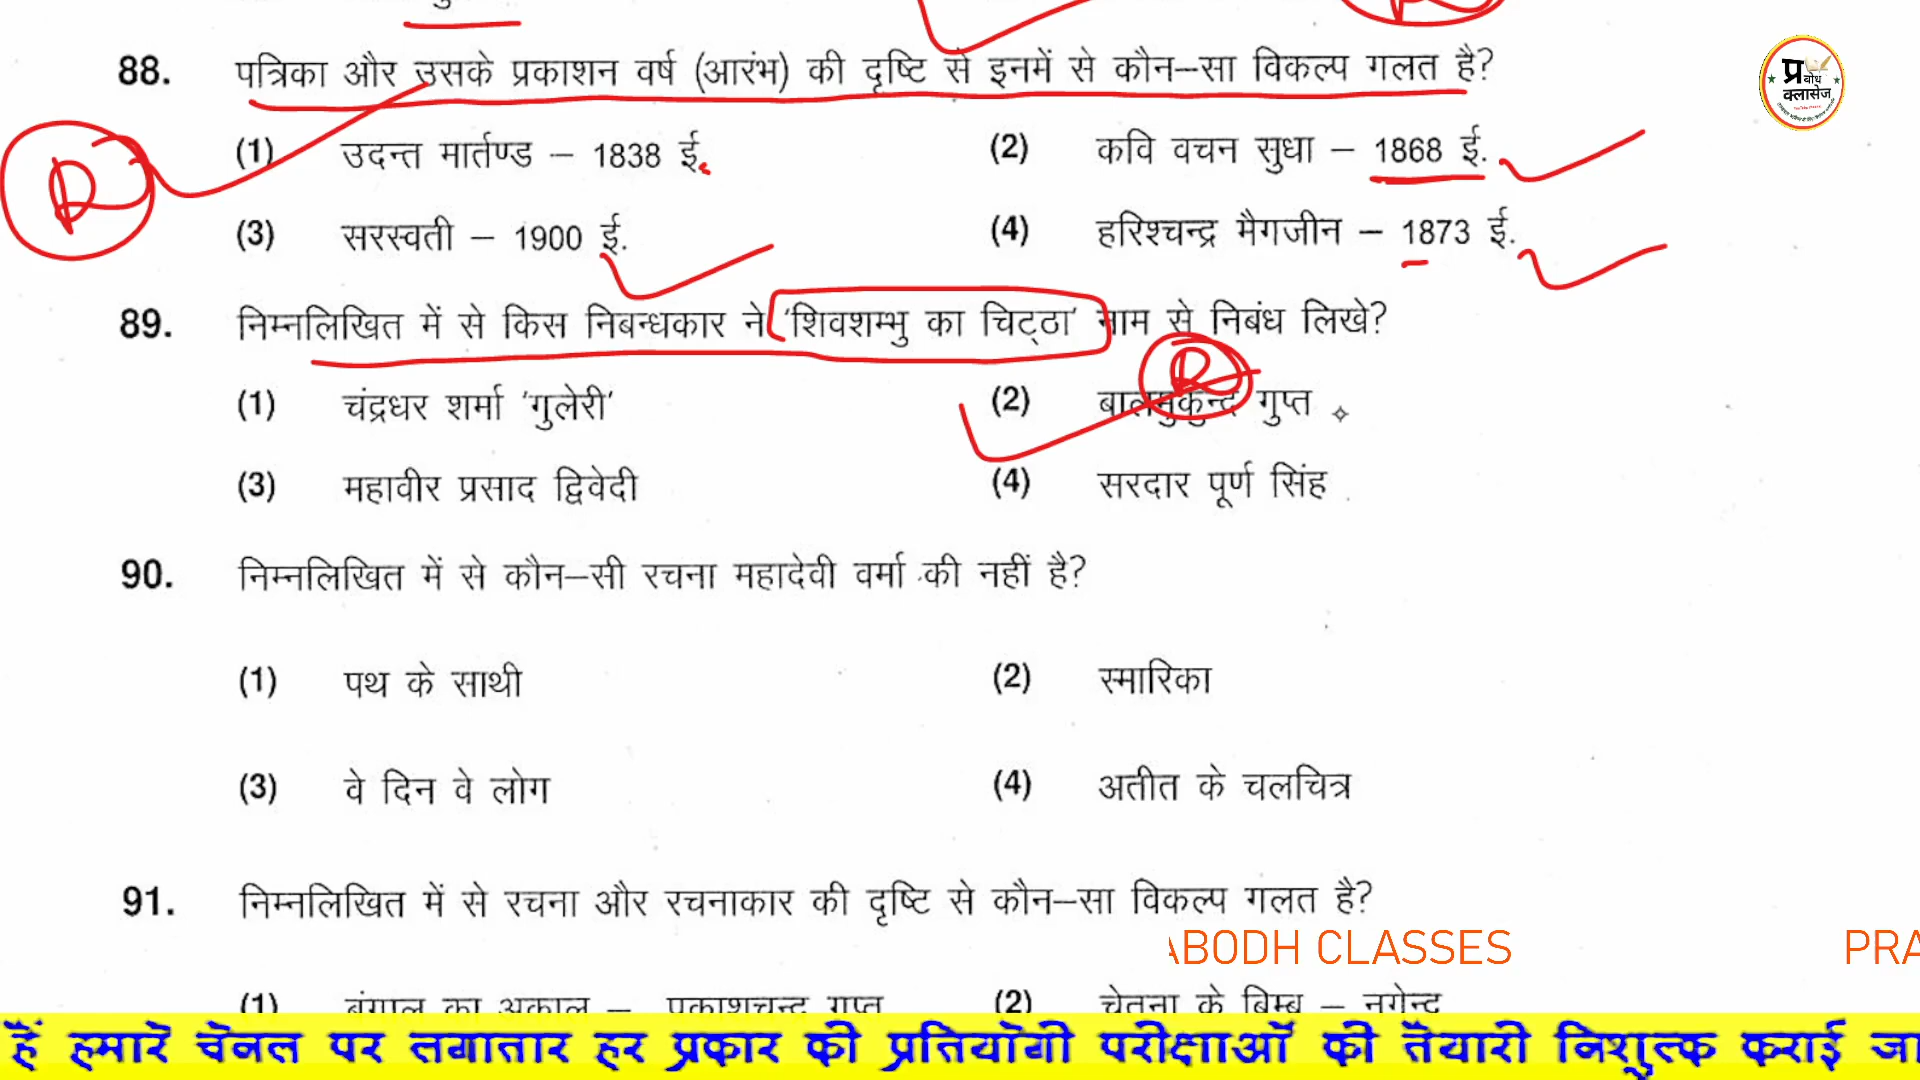 88. पत्रिका और उसके प्रकाशन वर्ष (आरंभ) की दृष्टि से इनमें से कौन–सा विकल्प गलत है?
(1) उदन्त मार्तण्ड – 1838 ई. (2) कवि वचन सुधा – 1868 ई.
(3) सरस्वती – 1900 ई. (4) हरिश्चन्द्र मैगजीन – 1873 ई.
89. निम्नलिखित में से किस निबन्धकार ने 'शिवशम्भु का चिट्ठा' नाम से निबंध लिखे?
(1) चंद्रधर शर्मा 'गुलेरी' (2) बालमुकुन्द गुप्त
(3) महावीर प्रसाद द्विवेदी (4) सरदार पूर्ण सिंह
90. निम्नलिखित में से कौन–सी रचना महादेवी वर्मा की नहीं है?
(1) पथ के साथी (2) स्मारिका
(3) वे दिन वे लोग (4) अतीत के चलचित्र
91. निम्नलिखित में से रचना और रचनाकार की दृष्टि से कौन–सा विकल्प गलत है?
ABODH CLASSES PRA
(1) बंगाल का अकाल – प्रकाशचन्द्र गुप्त (2) चेतना के बिम्ब – नगेन्द्र
हैं हमारे चेनल पर लगातार हर प्रकार की प्रतियोगी परीक्षाओं की तैयारी निशुल्क कराई जा
प्रबोध
क्लासेज